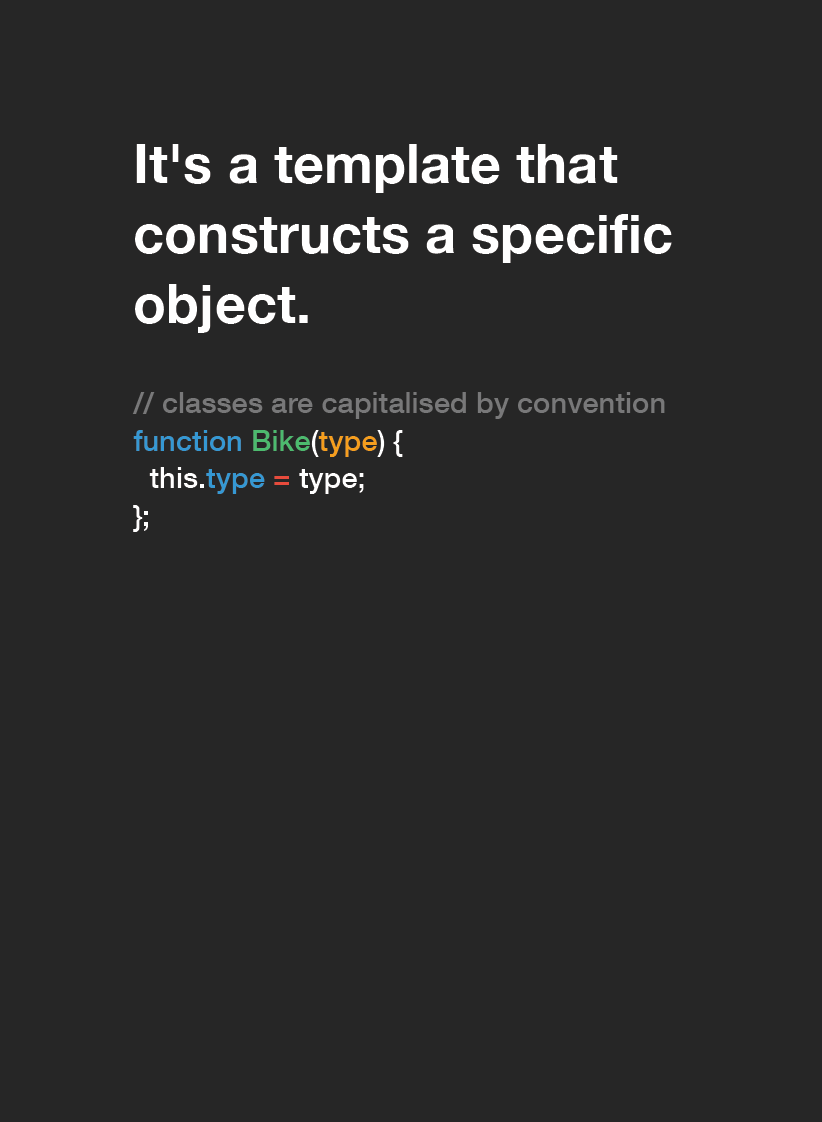 It's a template that
constructs a specific
object.
// classes are capitalised by convention
function Bike(type) {
  this.type = type;
};